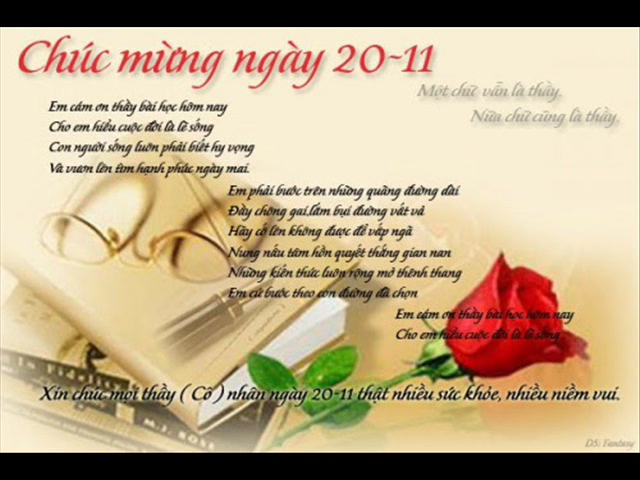 Chúc mừng ngày 20-11
Một chữ vẫn là thầy.
Nữa chữ cũng là thầy.
Em cám ơn thầy bài học hôm nay
Cho em hiểu cuộc đời là lẽ sống
Con người sống luôn phải biết hy vọng
Và vươn lên tìm hạnh phúc ngày mai.
Em phải bước trên những quãng đường dài
Đầy chông gai,lấm bụi đường vất vả
Hãy cố lên không được để vấp ngã
Nung nấu tâm hồn quyết thắng gian nan
Những kiến thức luôn rộng mở thênh thang
Em cứ bước theo con đường đã chọn
Em cám ơn thầy bài học hôm nay
Cho em hiểu cuộc đời là lẽ sống
Xin chúc mọi thầy ( Cô ) nhân ngày 20-11 thật nhiều sức khỏe, nhiều niềm vui.
M.J. ROSE
DS: Fantasy